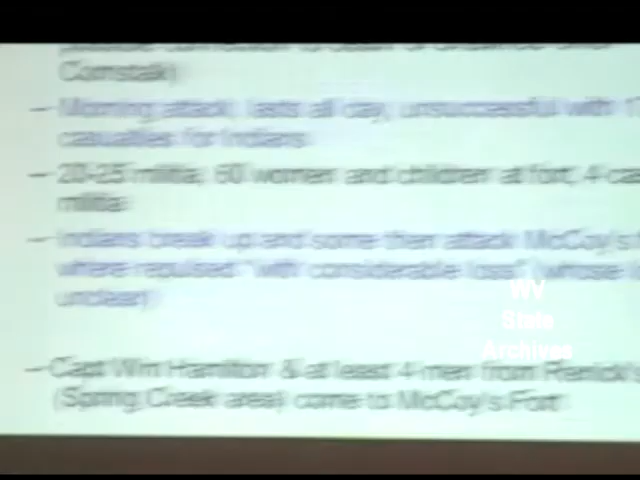 Cornstalk)
– Morning attack, lasts all day, unsuccessful with
casualties for Indians
– 20-25 militia, 60 women and children at fort, 4
militia
– Indians break up and some then attack McCoy's
where repulsed "with considerable loss" (whose
unclear)
– Capt Wm Hamilton & at least 4 men from Renick's
(Spring Creek area) come to McCoy's Fort
WV
State
Archives